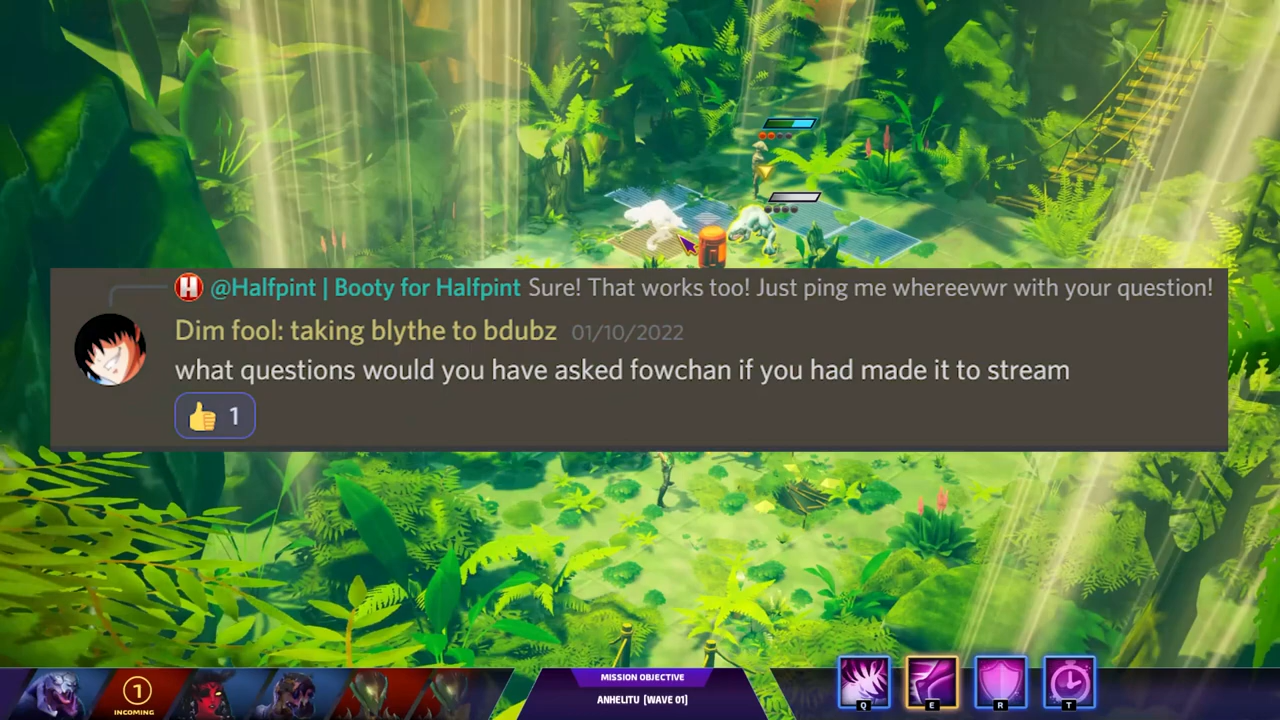 @Halfpint | Booty for Halfpint Sure! That works too! Just ping me whereevwr with your question!
Dim fool: taking blythe to bdubz 01/10/2022
what questions would you have asked fowchan if you had made it to stream
👍 1
1
INCOMING
MISSION OBJECTIVE
ANHELITU [WAVE 01]
Q E R T